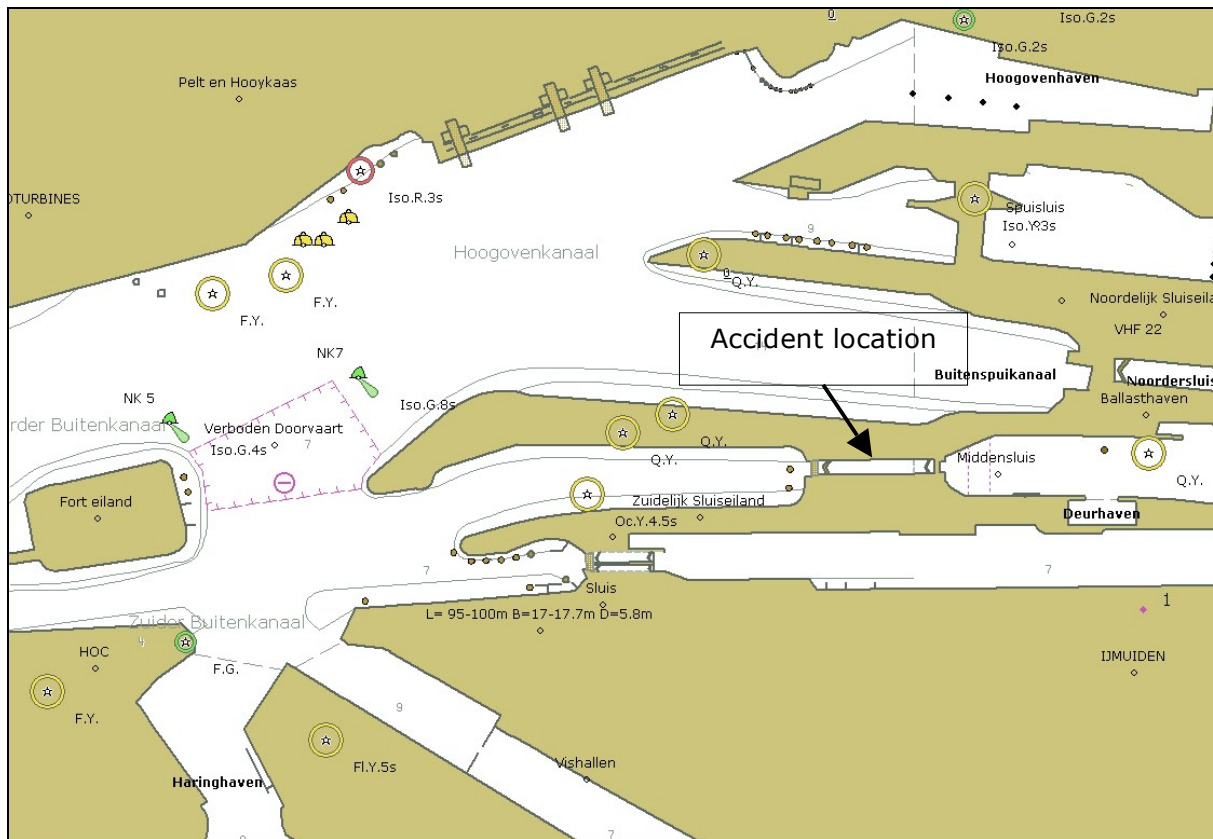 0
Iso.G.2s
Iso.G.2s
Pelt en Hooykaas
Hoogovenhaven
Iso.R.3s
OTURBINES
Spuisluis
9
Iso.Y.3s
Hoogovenkanaal
0
Q.Y.
F.Y.
F.Y.
Noordelijk Sluiseila
VHF 22
Accident location
NK7
Buitenspuikanaal
Noordersluis
Ballasthaven
NK 5
Iso.G.8s
rder Buitenkanaal
Verboden Doorvaart
7
Iso.G.4s
Q.Y.
Q.Y.
Middensluis
Q.Y.
Fort eiland
Zuidelijk Sluiseiland
Deurhaven
Oc.Y.4.5s
7
7
Sluis
1
L= 95-100m B=17-17.7m D=5.8m
Zuider Buitenkanaal
4
HOC
F.G.
IJMUIDEN
F.Y.
9
Fl.Y.5s
Vishallen
Haringhaven
7